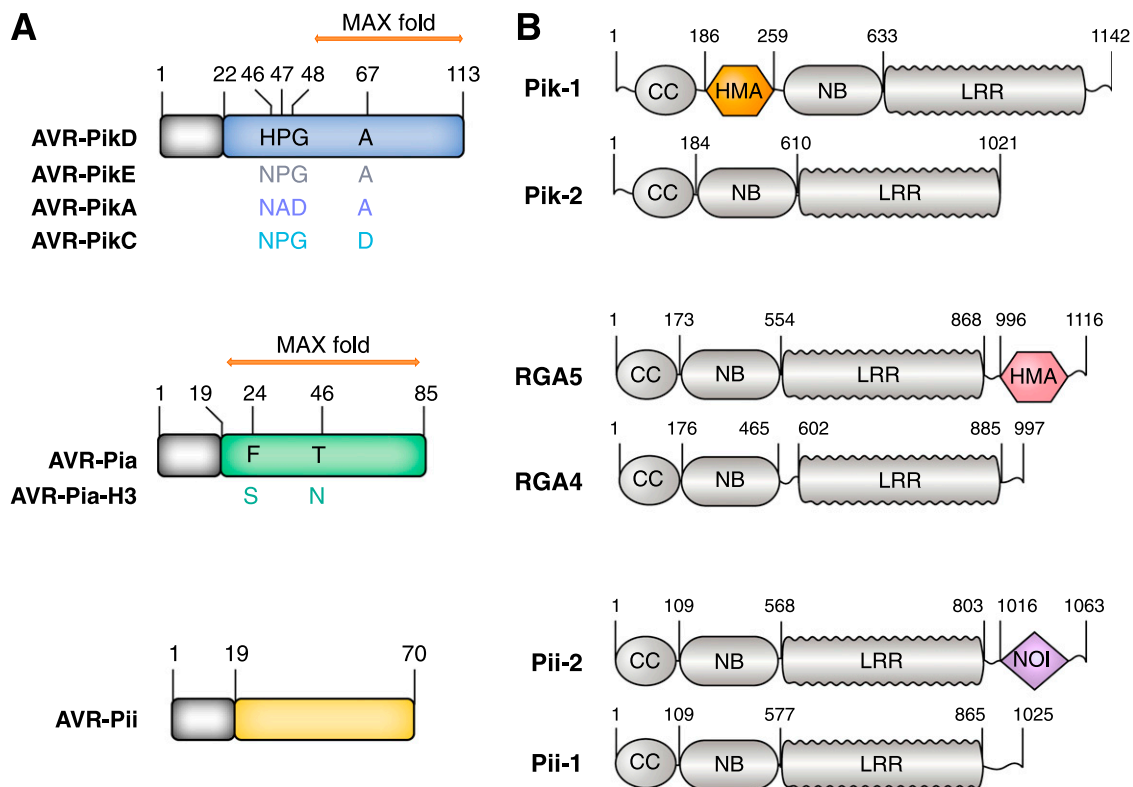 A
MAX fold
1 22 46 47 48 67 113
AVR-PikD HPG A
AVR-PikE NPG A
AVR-PikA NAD A
AVR-PikC NPG D
MAX fold
1 19 24 46 85
AVR-Pia F T
AVR-Pia-H3 S N
1 19 70
AVR-Pii
B
1 186 259 633 1142
Pik-1 CC HMA NB LRR
1 184 610 1021
Pik-2 CC NB LRR
1 173 554 868 996 1116
RGA5 CC NB LRR HMA
1 176 465 602 885 997
RGA4 CC NB LRR
1 109 568 803 1016 1063
Pii-2 CC NB LRR NOI
1 109 577 865 1025
Pii-1 CC NB LRR